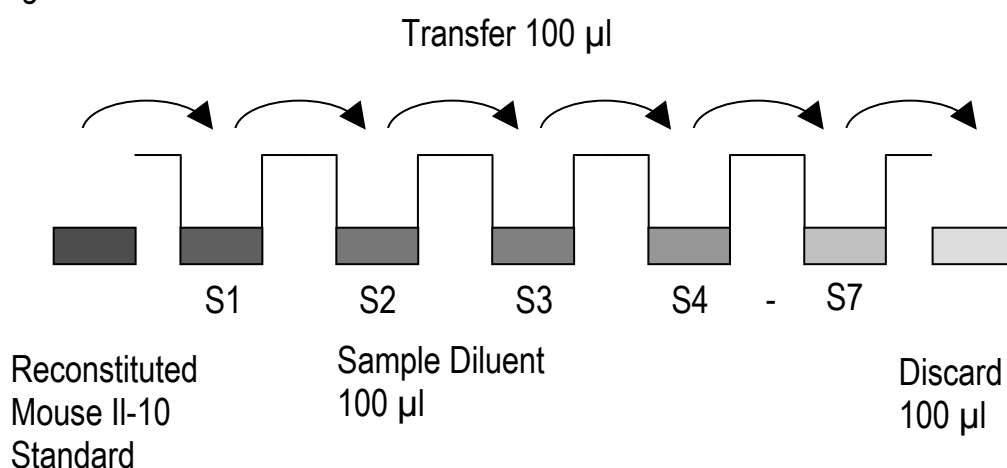 Transfer 100 µl
S1 S2 S3 S4 - S7
Reconstituted
Mouse Il-10
Standard
Sample Diluent
100 µl
Discard
100 µl